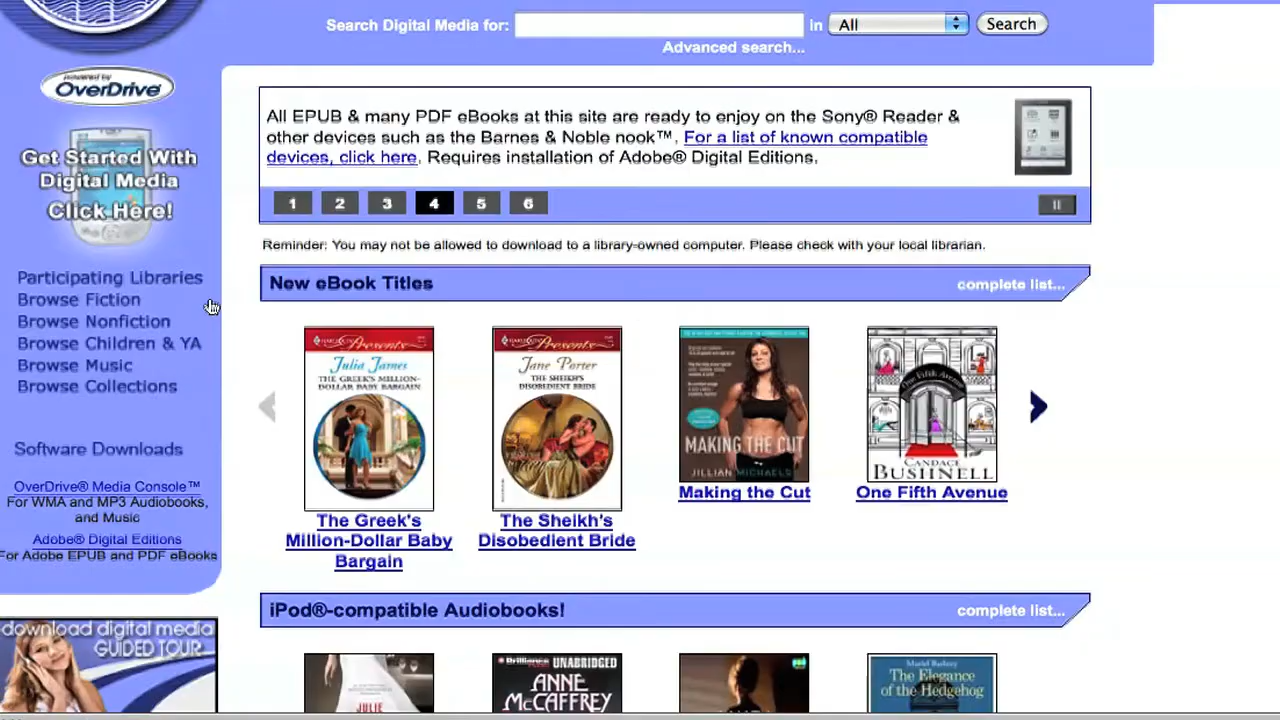 Search Digital Media for:
in
All
Search
Advanced search...
powered by
OverDrive
Get Started With
Digital Media
Click Here!
All EPUB & many PDF eBooks at this site are ready to enjoy on the Sony® Reader &
other devices such as the Barnes & Noble nook™. For a list of known compatible
devices, click here. Requires installation of Adobe® Digital Editions.
1 2 3 4 5 6
Reminder: You may not be allowed to download to a library-owned computer. Please check with your local librarian.
Participating Libraries
Browse Fiction
Browse Nonfiction
Browse Children & YA
Browse Music
Browse Collections
Software Downloads
OverDrive® Media Console™
For WMA and MP3 Audiobooks,
and Music
Adobe® Digital Editions
For Adobe EPUB and PDF eBooks
download digital media
GUIDED TOUR
New eBook Titles
complete list...
Presents
Julia James
THE GREEK'S MILLION-
DOLLAR BABY BARGAIN
The Greek's
Million-Dollar Baby
Bargain
Presents
Jane Porter
THE SHEIKH'S
DISOBEDIENT BRIDE
The Sheikh's
Disobedient Bride
MAKING THE CUT
JILLIAN MICHAELS
Making the Cut
One Fifth Avenue
CANDACE
BUSHNELL
One Fifth Avenue
iPod®-compatible Audiobooks!
complete list...
JULIE
Brilliance UNABRIDGED
ANNE
McCAFFREY
Muriel Barbery
The Elegance
of the Hedgehog